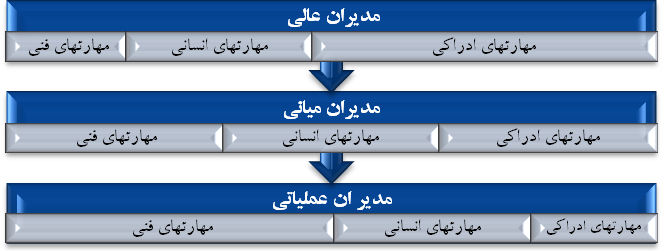 مدیران عالی
مهارتهای ادراکی مهارتهای انسانی مهارتهای فنی
مدیران میانی
مهارتهای ادراکی مهارتهای انسانی مهارتهای فنی
مدیر ان عملیاتی
مهارتهای ادراکی مهارتهای انسانی مهارتهای فنی